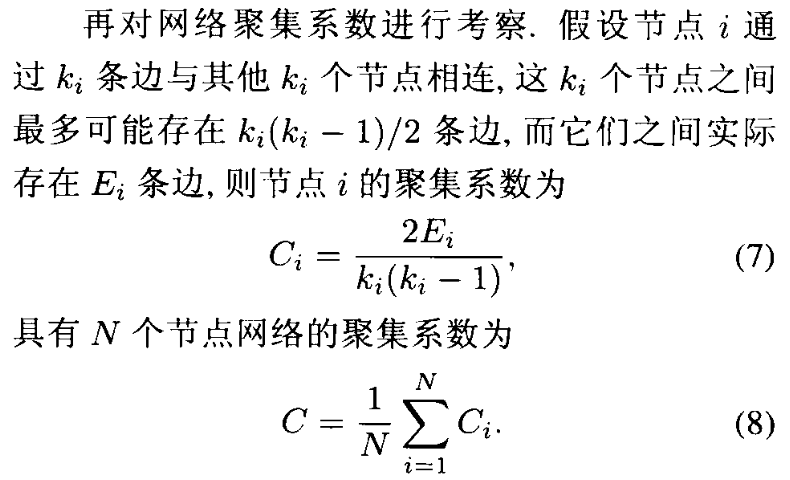 再对网络聚集系数进行考察. 假设节点 i 通
过 k_i 条边与其他 k_i 个节点相连, 这 k_i 个节点之间
最多可能存在 k_i(k_i − 1)/2 条边, 而它们之间实际
存在 E_i 条边, 则节点 i 的聚集系数为
C_i = \frac{2E_i}{k_i(k_i − 1)}, (7)
具有 N 个节点网络的聚集系数为
C = \frac{1}{N} \sum_{i=1}^{N} C_i. (8)